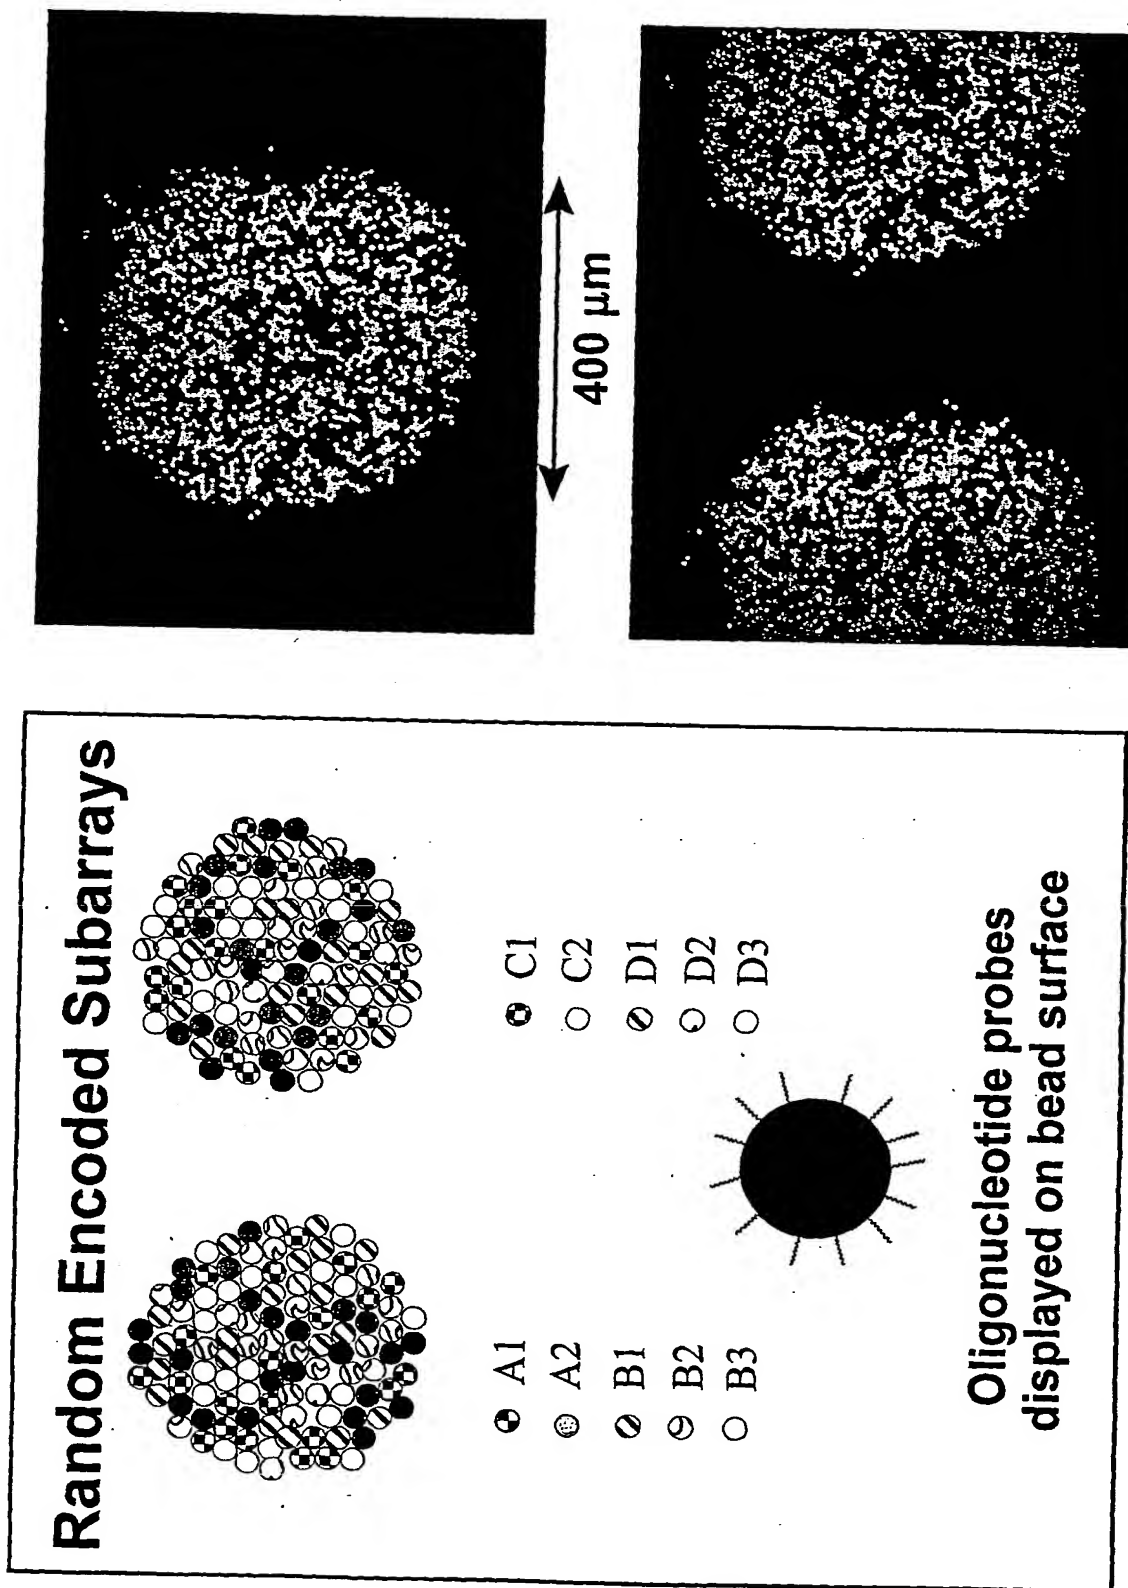 Random Encoded Subarrays
A1
A2
B1
B2
B3
C1
C2
D1
D2
D3
Oligonucleotide probes
displayed on bead surface
400 μm